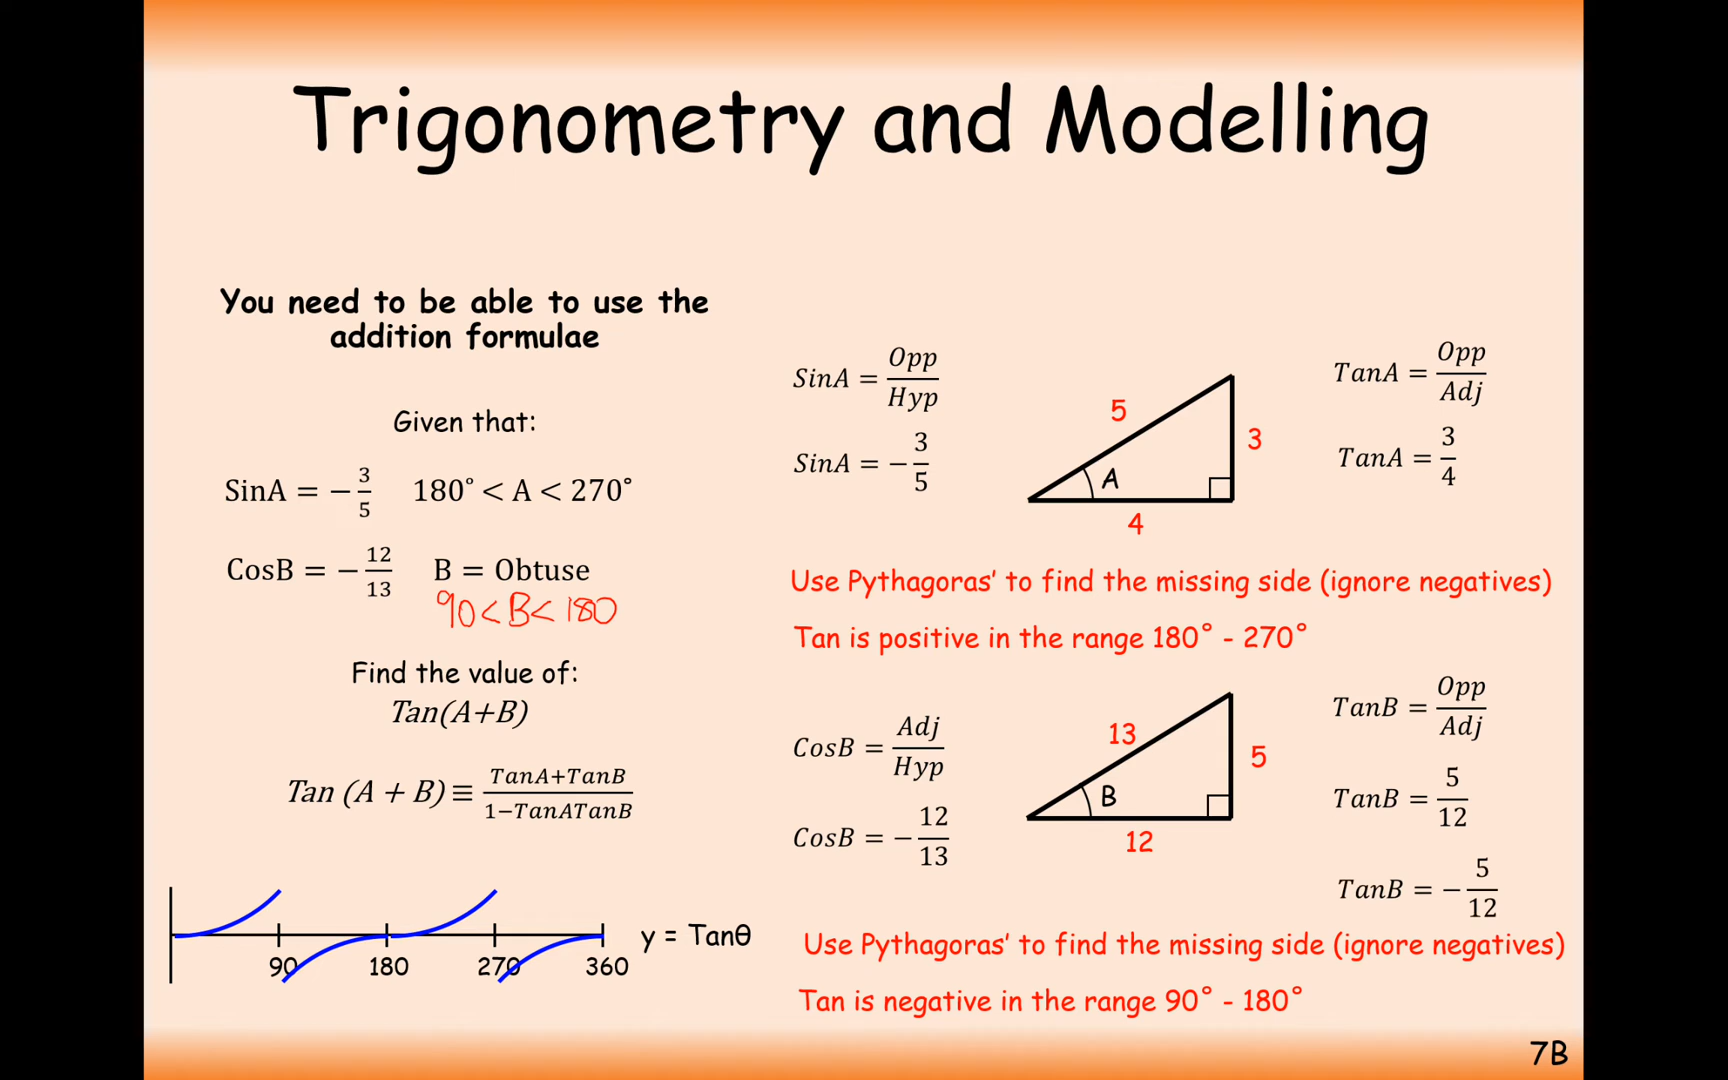 Trigonometry and Modelling
You need to be able to use the
addition formulae
Given that:
SinA = −3/5   180° < A < 270°
CosB = −12/13   B = Obtuse
90 < B < 180
Find the value of:
Tan(A+B)
Tan (A + B) ≡ TanA+TanB / 1−TanATanB
90 180 270 360
y = Tanθ
SinA = Opp/Hyp
SinA = −3/5
5
3
A
4
TanA = Opp/Adj
TanA = 3/4
Use Pythagoras’ to find the missing side (ignore negatives)
Tan is positive in the range 180° - 270°
CosB = Adj/Hyp
CosB = −12/13
13
5
B
12
TanB = Opp/Adj
TanB = 5/12
TanB = −5/12
Use Pythagoras’ to find the missing side (ignore negatives)
Tan is negative in the range 90° - 180°
7B